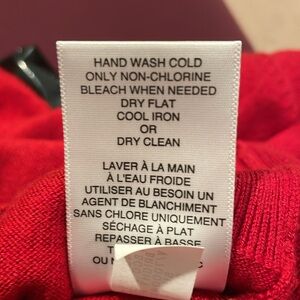 HAND WASH COLD
ONLY NON-CHLORINE
BLEACH WHEN NEEDED
DRY FLAT
COOL IRON
OR
DRY CLEAN
LAVER À LA MAIN
À L'EAU FROIDE
UTILISER AU BESOIN UN
AGENT DE BLANCHIMENT
SANS CHLORE UNIQUEMENT
SÉCHAGE À PLAT
REPASSER À BASSE